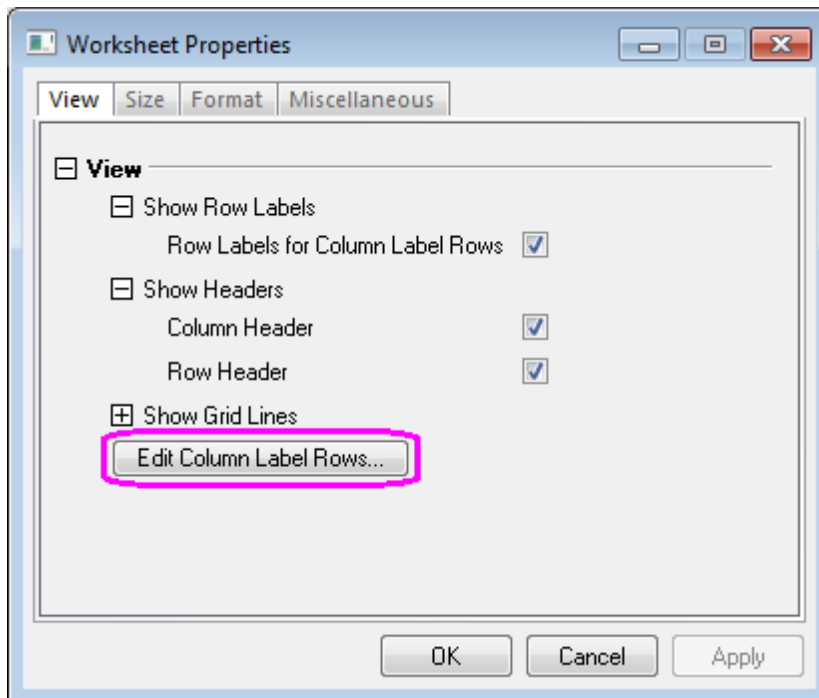 Worksheet Properties
View Size Format Miscellaneous
View
Show Row Labels
Row Labels for Column Label Rows
Show Headers
Column Header
Row Header
Show Grid Lines
Edit Column Label Rows...
OK Cancel Apply